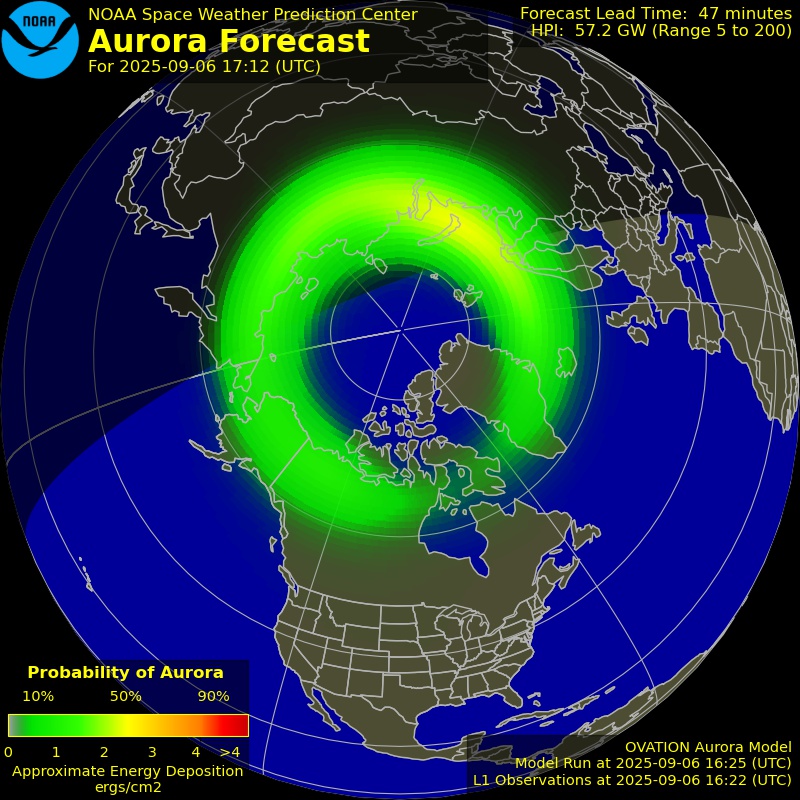 NOAA
NOAA Space Weather Prediction Center
Aurora Forecast
For 2025-09-06 17:12 (UTC)
Forecast Lead Time: 47 minutes
HPI: 57.2 GW (Range 5 to 200)
Probability of Aurora
10% 50% 90%
0 1 2 3 4 >4
Approximate Energy Deposition
ergs/cm2
OVATION Aurora Model
Model Run at 2025-09-06 16:25 (UTC)
L1 Observations at 2025-09-06 16:22 (UTC)